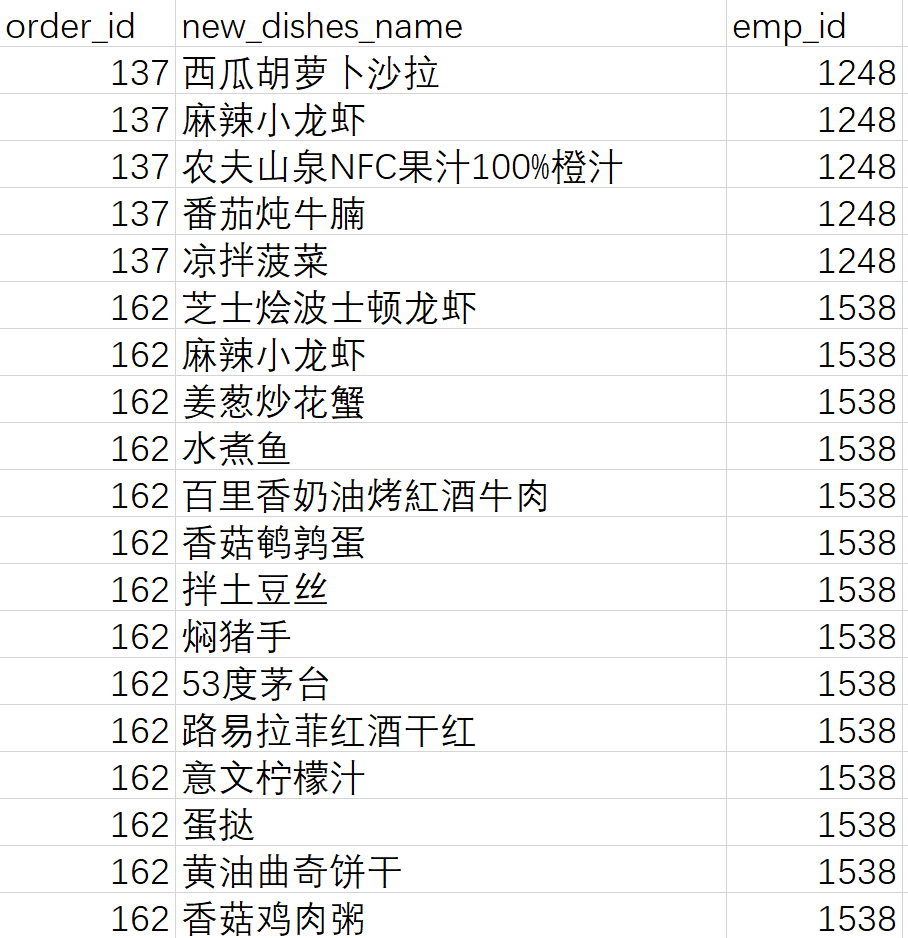 order_id new_dishes_name emp_id
137 西瓜胡萝卜沙拉 1248
137 麻辣小龙虾 1248
137 农夫山泉NFC果汁100%橙汁 1248
137 番茄炖牛腩 1248
137 凉拌菠菜 1248
162 芝士烩波士顿龙虾 1538
162 麻辣小龙虾 1538
162 姜葱炒花蟹 1538
162 水煮鱼 1538
162 百里香奶油烤紅酒牛肉 1538
162 香菇鹌鹑蛋 1538
162 拌土豆丝 1538
162 焖猪手 1538
162 53度茅台 1538
162 路易拉菲红酒干红 1538
162 意文柠檬汁 1538
162 蛋挞 1538
162 黄油曲奇饼干 1538
162 香菇鸡肉粥 1538